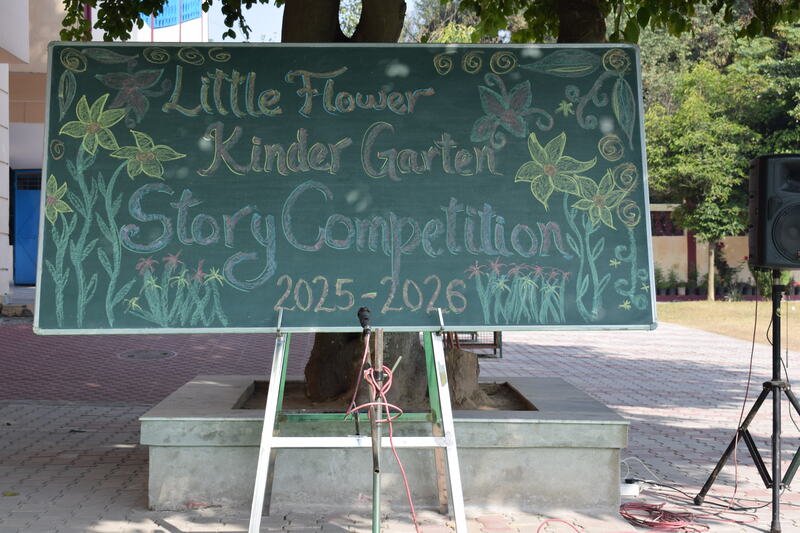 Little Flower
Kinder Garten
Story Competition
2025-2026